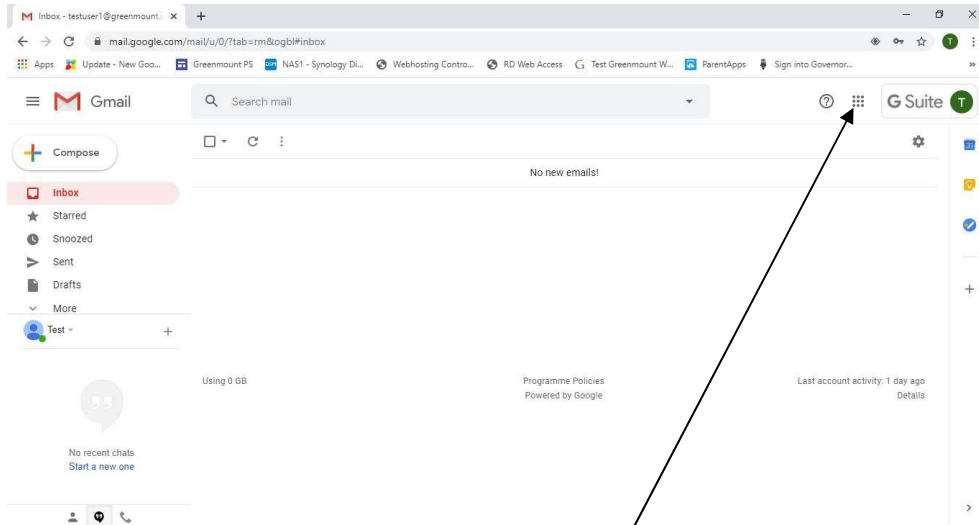 Inbox - testuser1@greenmount.
mail.google.com/mail/u/0/?tab=rm&ogbl#inbox
T
Apps Update - New Goo... Greenmount PS NAS1 - Synology Di... Webhosting Contro... RD Web Access Test Greenmount W... ParentApps Sign into Governor... »
Gmail
Search mail
G Suite T
Compose
31
No new emails!
Inbox
Starred
Snoozed
Sent
Drafts
More
Test
Using 0 GB
Programme Policies
Last account activity: 1 day ago
Powered by Google
Details
No recent chats
Start a new one